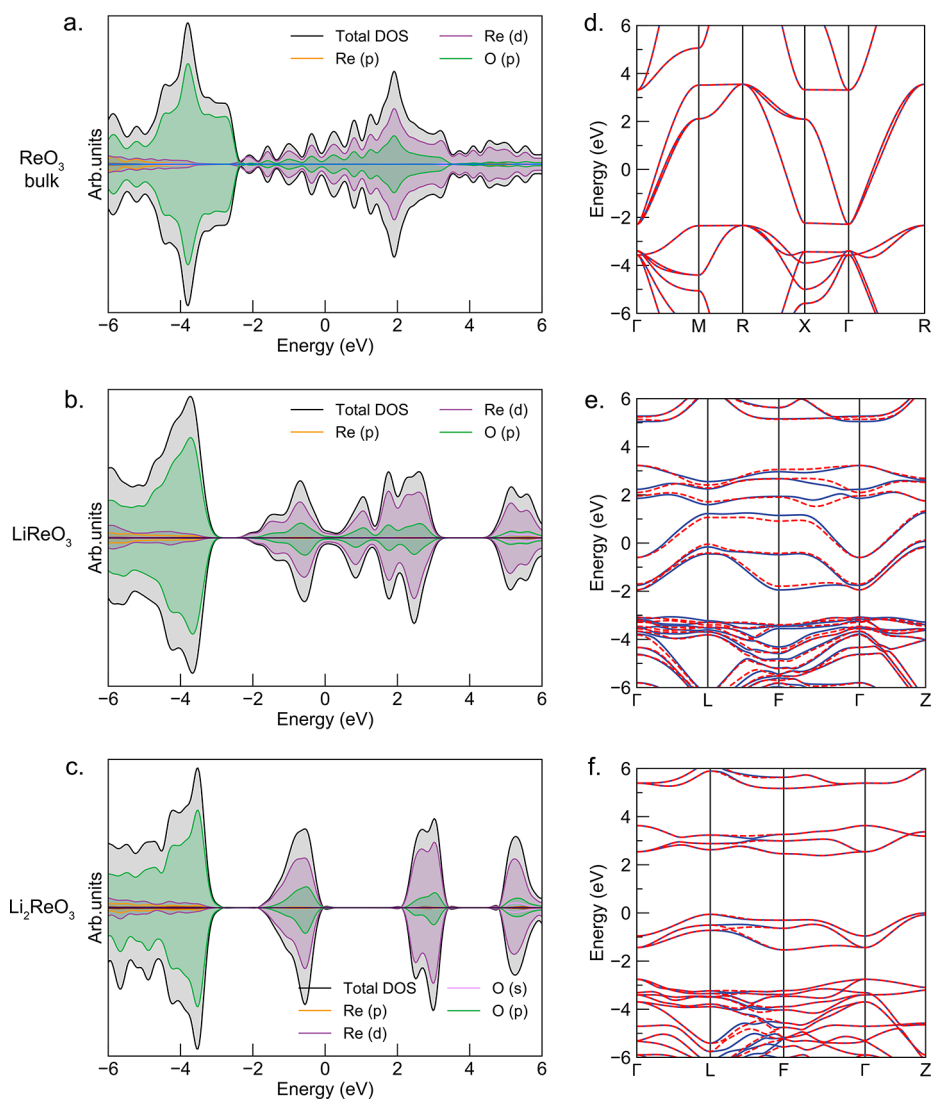 a.
ReO3
bulk
Arb.units
Total DOS
Re (p)
Re (d)
O (p)
−6 −4 −2 0 2 4 6
Energy (eV)
d.
Energy (eV)
6
4
2
0
−2
−4
−6
Γ M R X Γ R
b.
LiReO3
Arb.units
Total DOS
Re (p)
Re (d)
O (p)
−6 −4 −2 0 2 4 6
Energy (eV)
e.
Energy (eV)
6
4
2
0
−2
−4
−6
Γ L F Γ Z
c.
Li2ReO3
Arb.units
Total DOS
Re (p)
Re (d)
O (s)
O (p)
−6 −4 −2 0 2 4 6
Energy (eV)
f.
Energy (eV)
6
4
2
0
−2
−4
−6
Γ L F Γ Z